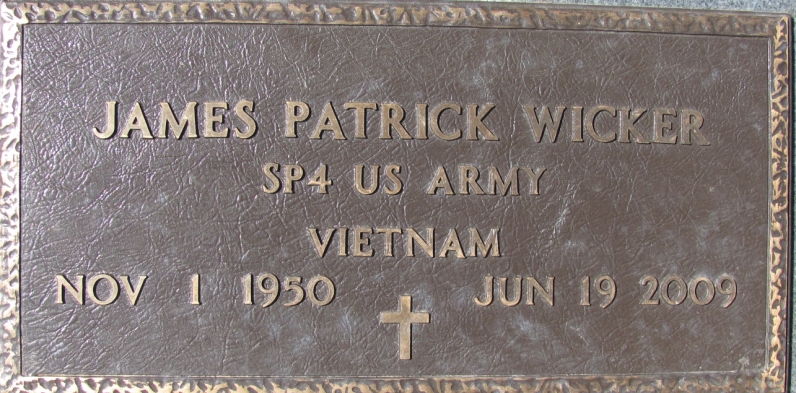 JAMES PATRICK WICKER
SP4 US ARMY
VIETNAM
NOV 1 1950 JUN 19 2009